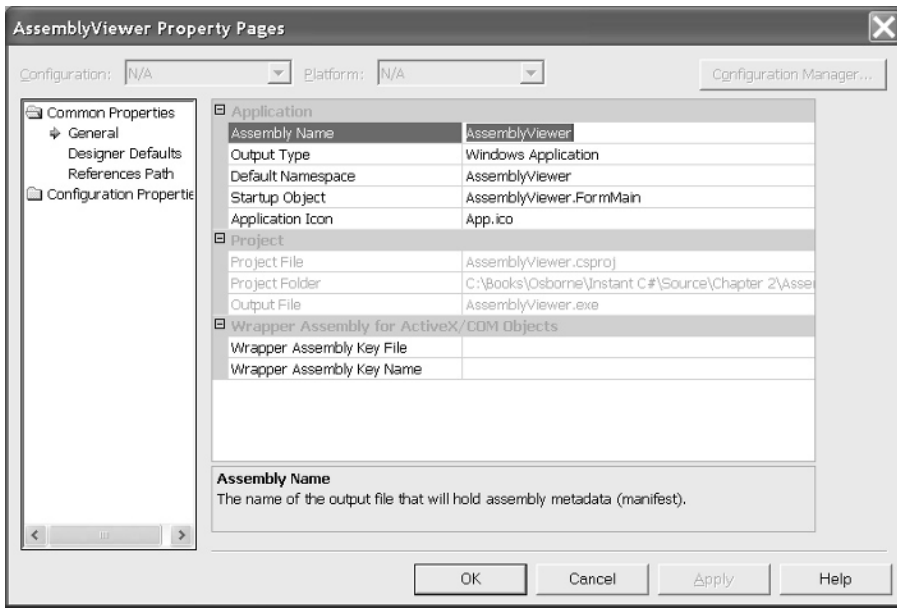 AssemblyViewer Property Pages
Configuration: N/A Platform: N/A Configuration Manager...
Common Properties
General
Designer Defaults
References Path
Configuration Propertie
Application
Assembly Name AssemblyViewer
Output Type Windows Application
Default Namespace AssemblyViewer
Startup Object AssemblyViewer.FormMain
Application Icon App.ico
Project
Project File AssemblyViewer.csproj
Project Folder C:\Books\Osborne\Instant C#\Source\Chapter 2\Assei
Output File AssemblyViewer.exe
Wrapper Assembly for ActiveX/COM Objects
Wrapper Assembly Key File
Wrapper Assembly Key Name
Assembly Name
The name of the output file that will hold assembly metadata (manifest).
OK Cancel Apply Help